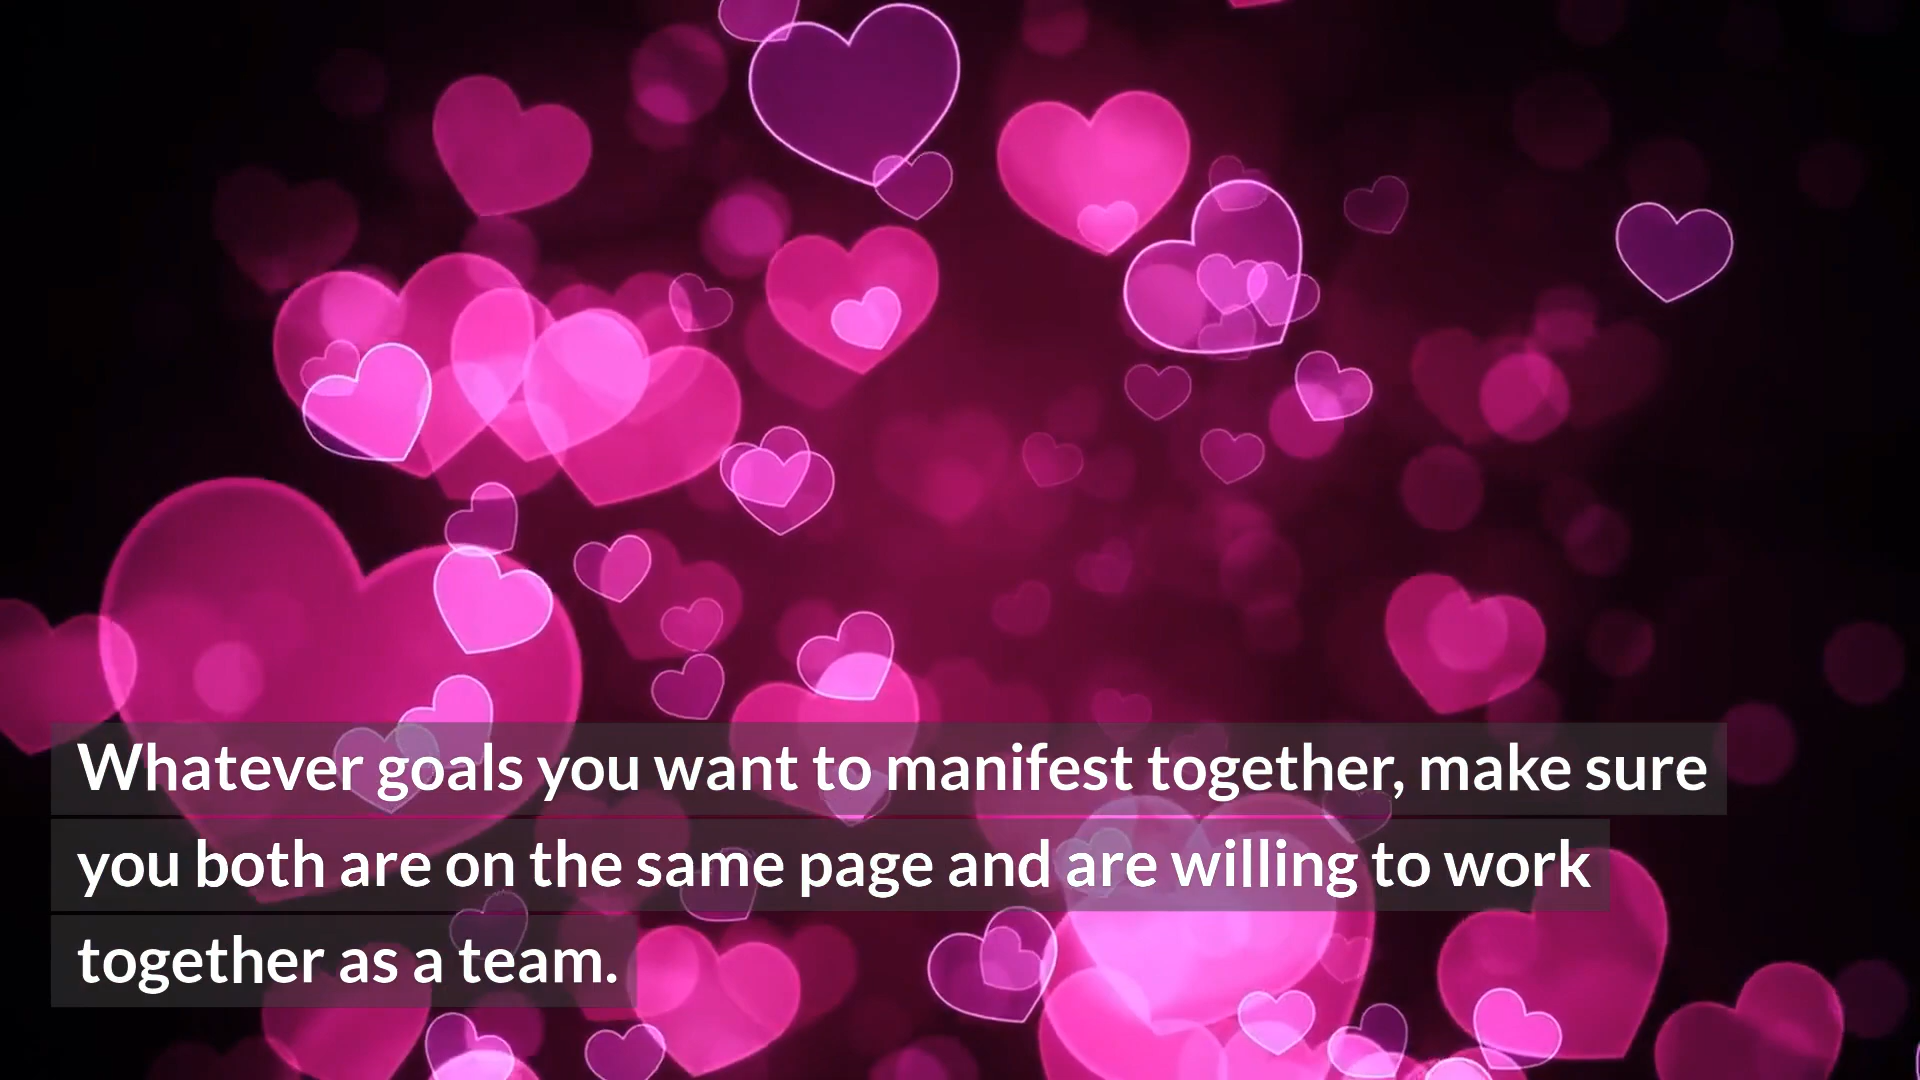 Whatever goals you want to manifest together, make sure
you both are on the same page and are willing to work
together as a team.